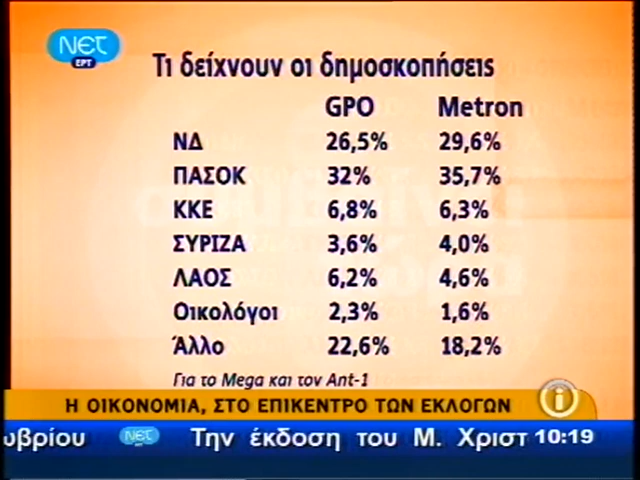 NET
ΕΡΤ
Τι δείχνουν οι δημοσκοπήσεις
GPO Metron
ΝΔ 26,5% 29,6%
ΠΑΣΟΚ 32% 35,7%
ΚΚΕ 6,8% 6,3%
ΣΥΡΙΖΑ 3,6% 4,0%
ΛΑΟΣ 6,2% 4,6%
Οικολόγοι 2,3% 1,6%
Άλλο 22,6% 18,2%
Για το Mega και τον Ant-1
Η ΟΙΚΟΝΟΜΙΑ, ΣΤΟ ΕΠΙΚΕΝΤΡΟ ΤΩΝ ΕΚΛΟΓΩΝ i
ωβρίου NET Την έκδοση του Μ. Χριστ 10:19